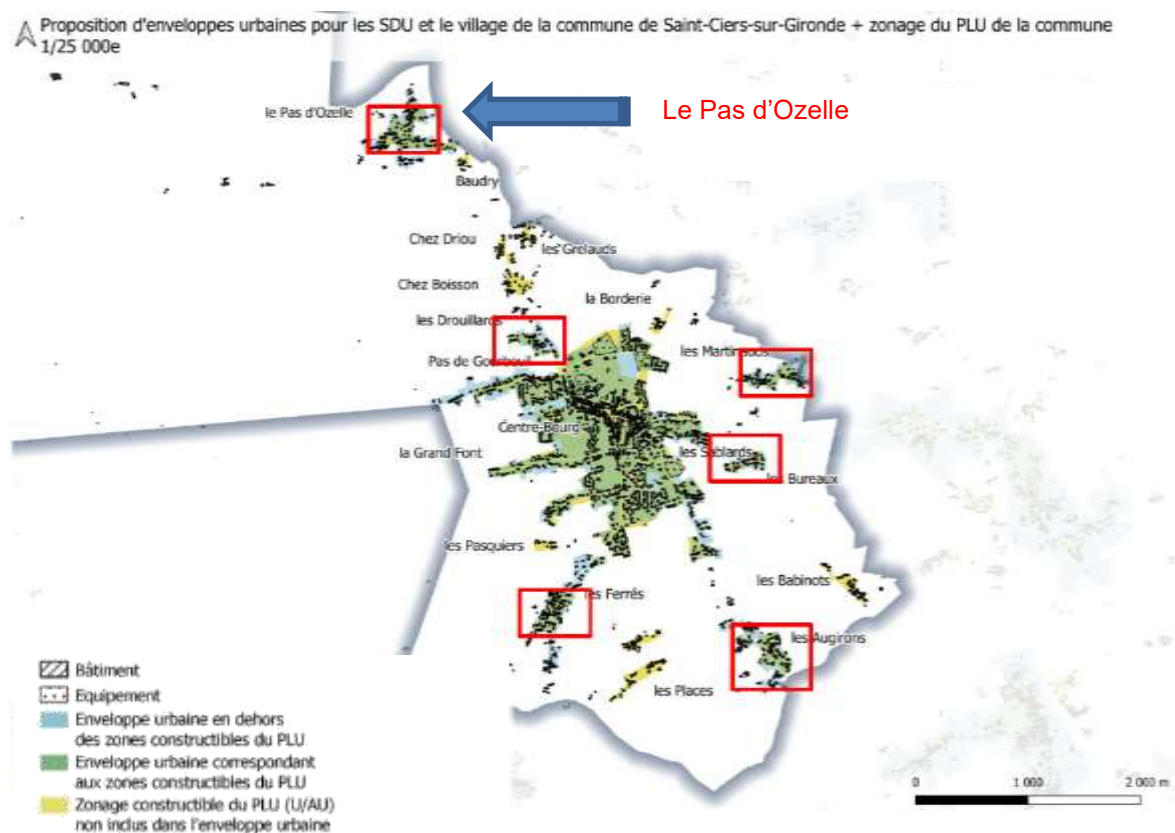 Proposition d'enveloppes urbaines pour les SDU et le village de la commune de Saint-Ciers-sur-Gironde + zonage du PLU de la commune
1/25 000e
le Pas d'Ozelle
Le Pas d'Ozelle
Baudry
Chez Driou
les Grelauds
Chez Boisson
la Borderie
les Drouillards
les Martinauds
Pas de Gourbeuil
Centre-Bourg
la Grand Font
les Sablards
les Bureaux
les Pasquiers
les Babinots
les Ferrés
les Augirons
les Places
Bâtiment
Equipement
Enveloppe urbaine en dehors
des zones constructibles du PLU
Enveloppe urbaine correspondant
aux zones constructibles du PLU
Zonage constructible du PLU (U/AU)
non inclus dans l'enveloppe urbaine
0 1 000 2 000 m